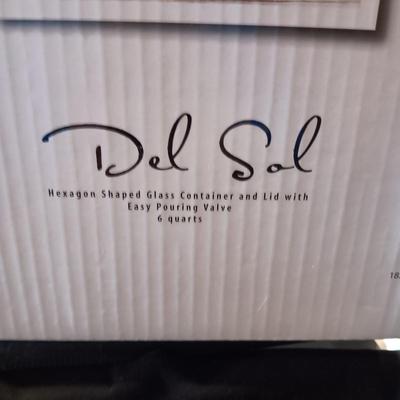 Del Sol
Hexagon Shaped Glass Container and Lid with
Easy Pouring Valve
6 quarts